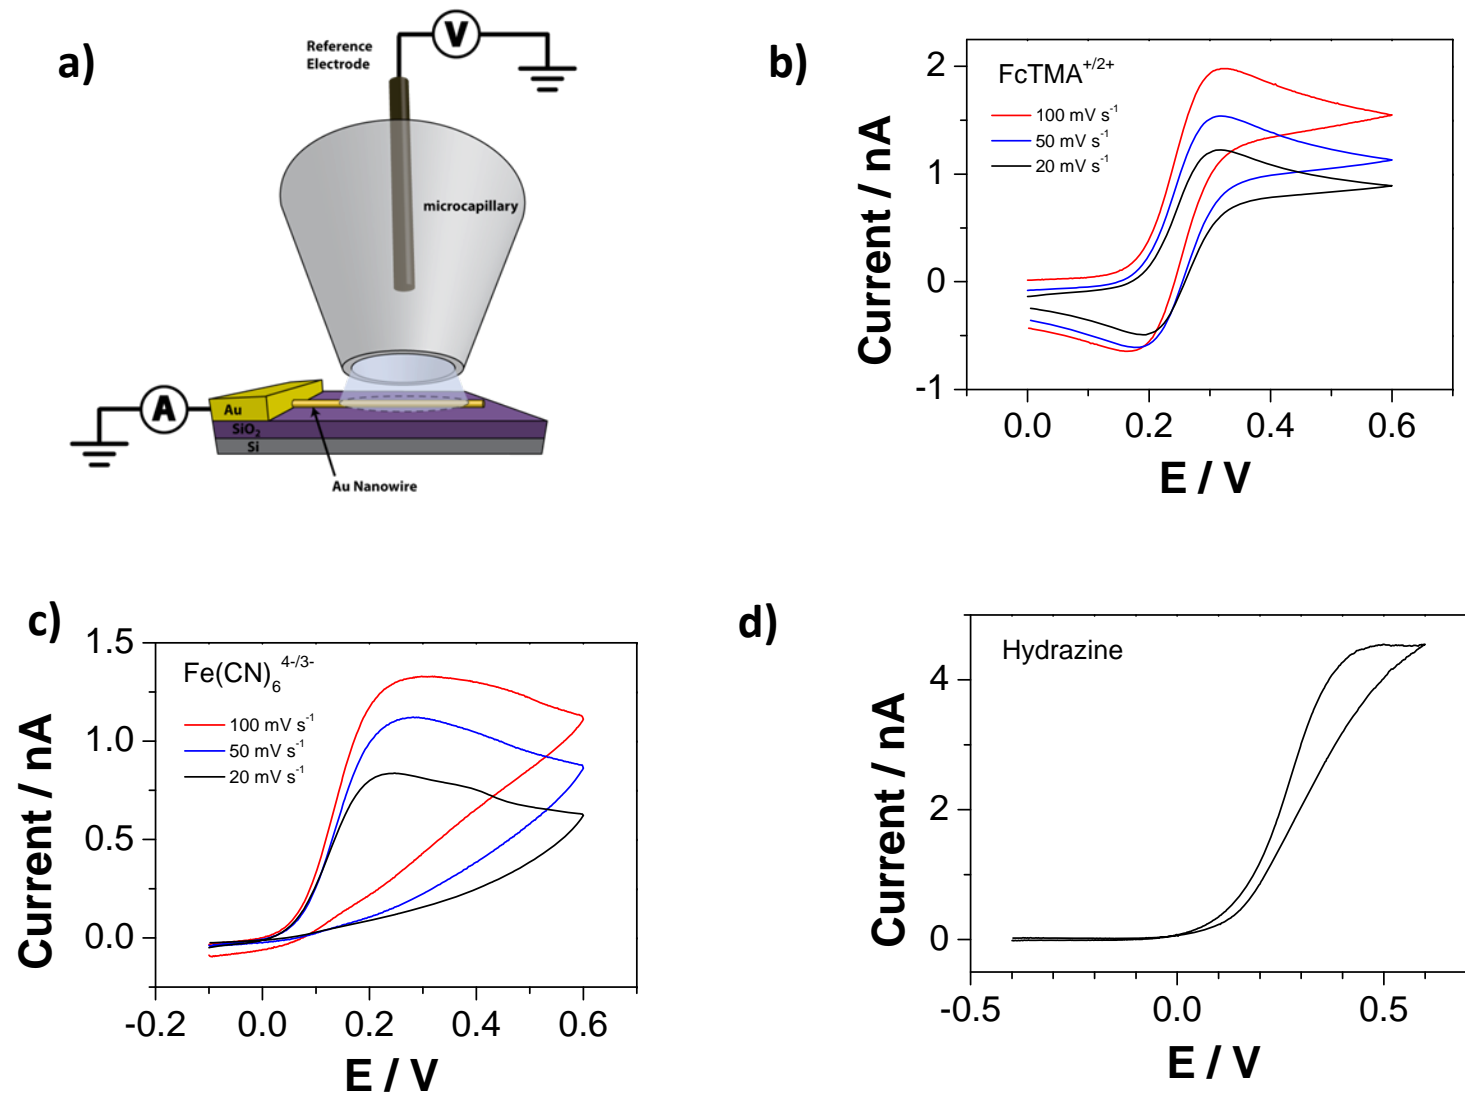 a)
Reference
Electrode
V
microcapillary
A
Au
SiO2
Si
Au Nanowire
b)
FcTMA+/2+
100 mV s-1
50 mV s-1
20 mV s-1
2
1
0
-1
Current / nA
0.0 0.2 0.4 0.6
E / V
c)
Fe(CN)6 4-/3-
100 mV s-1
50 mV s-1
20 mV s-1
1.5
1.0
0.5
0.0
Current / nA
-0.2 0.0 0.2 0.4 0.6
E / V
d)
Hydrazine
4
2
0
Current / nA
-0.5 0.0 0.5
E / V